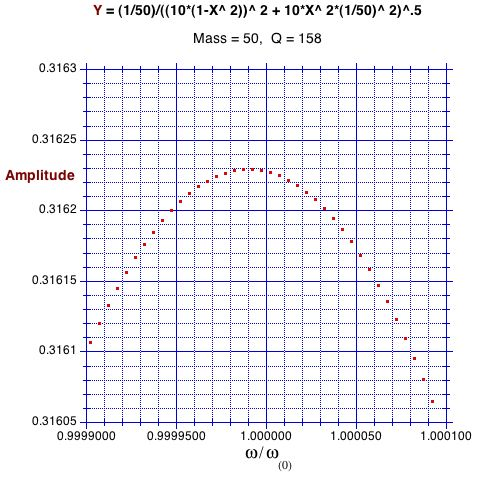 Y = (1/50)/((10*(1-X^ 2))^ 2 + 10*X^ 2*(1/50)^ 2)^.5
Mass = 50, Q = 158
0.3163
0.31625
Amplitude
0.3162
0.31615
0.3161
0.31605
0.9999000 0.9999500 1.000000 1.000050 1.000100
ω/ω (0)